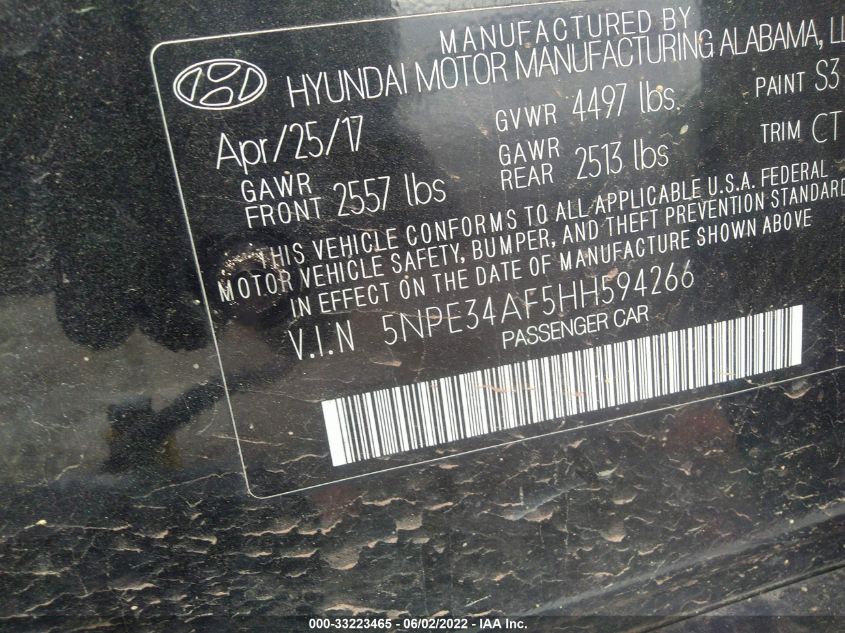 MANUFACTURED BY
HYUNDAI MOTOR MANUFACTURING ALABAMA,
Apr/25/17 GVWR 4497 lbs. PAINT S3
GAWR FRONT 2557 lbs GAWR REAR 2513 lbs TRIM CT
THIS VEHICLE CONFORMS TO ALL APPLICABLE U.S.A. FEDERAL
MOTOR VEHICLE SAFETY, BUMPER, AND THEFT PREVENTION STANDARD
IN EFFECT ON THE DATE OF MANUFACTURE SHOWN ABOVE
V.I.N 5NPE34AF5HH594266
PASSENGER CAR
000-33223465 - 06/02/2022 - IAA Inc.